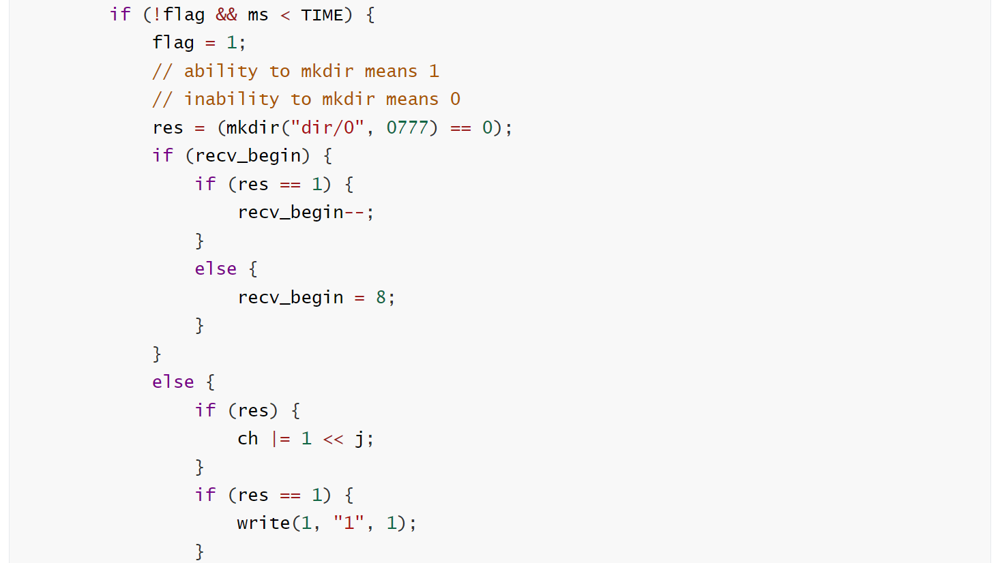 if (!flag && ms < TIME) {
flag = 1;
// ability to mkdir means 1
// inability to mkdir means 0
res = (mkdir("dir/0", 0777) == 0);
if (recv_begin) {
if (res == 1) {
recv_begin--;
}
else {
recv_begin = 8;
}
}
else {
if (res) {
ch |= 1 << j;
}
if (res == 1) {
write(1, "1", 1);
}